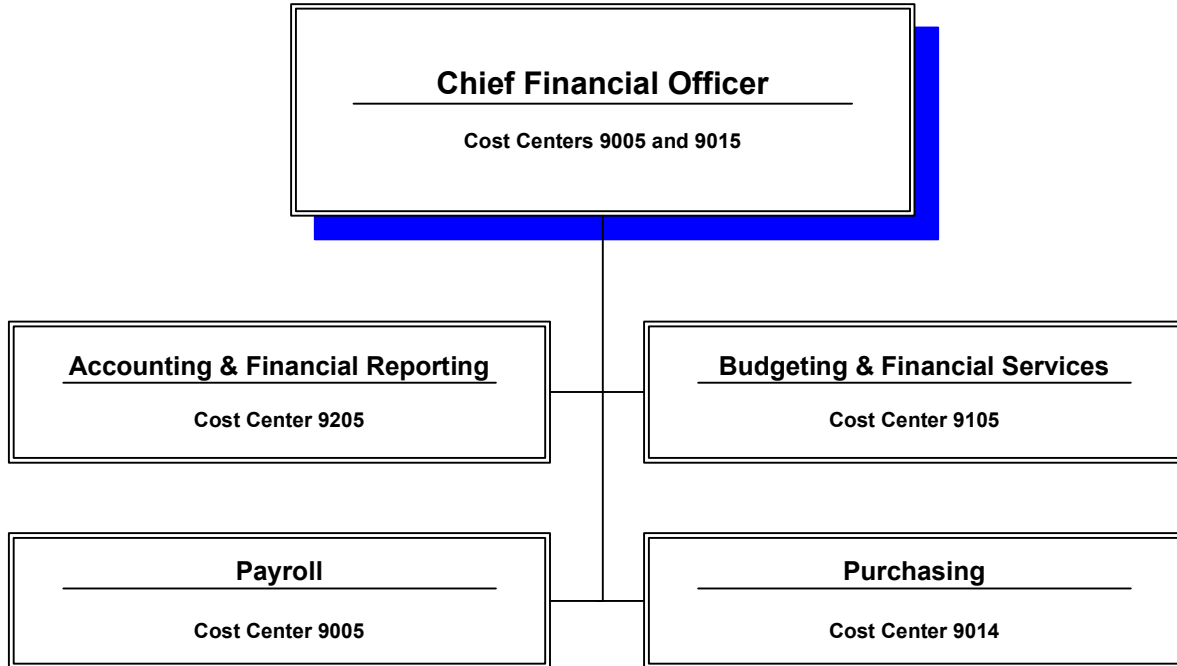 Chief Financial Officer
Cost Centers 9005 and 9015
Accounting & Financial Reporting
Cost Center 9205
Budgeting & Financial Services
Cost Center 9105
Payroll
Cost Center 9005
Purchasing
Cost Center 9014